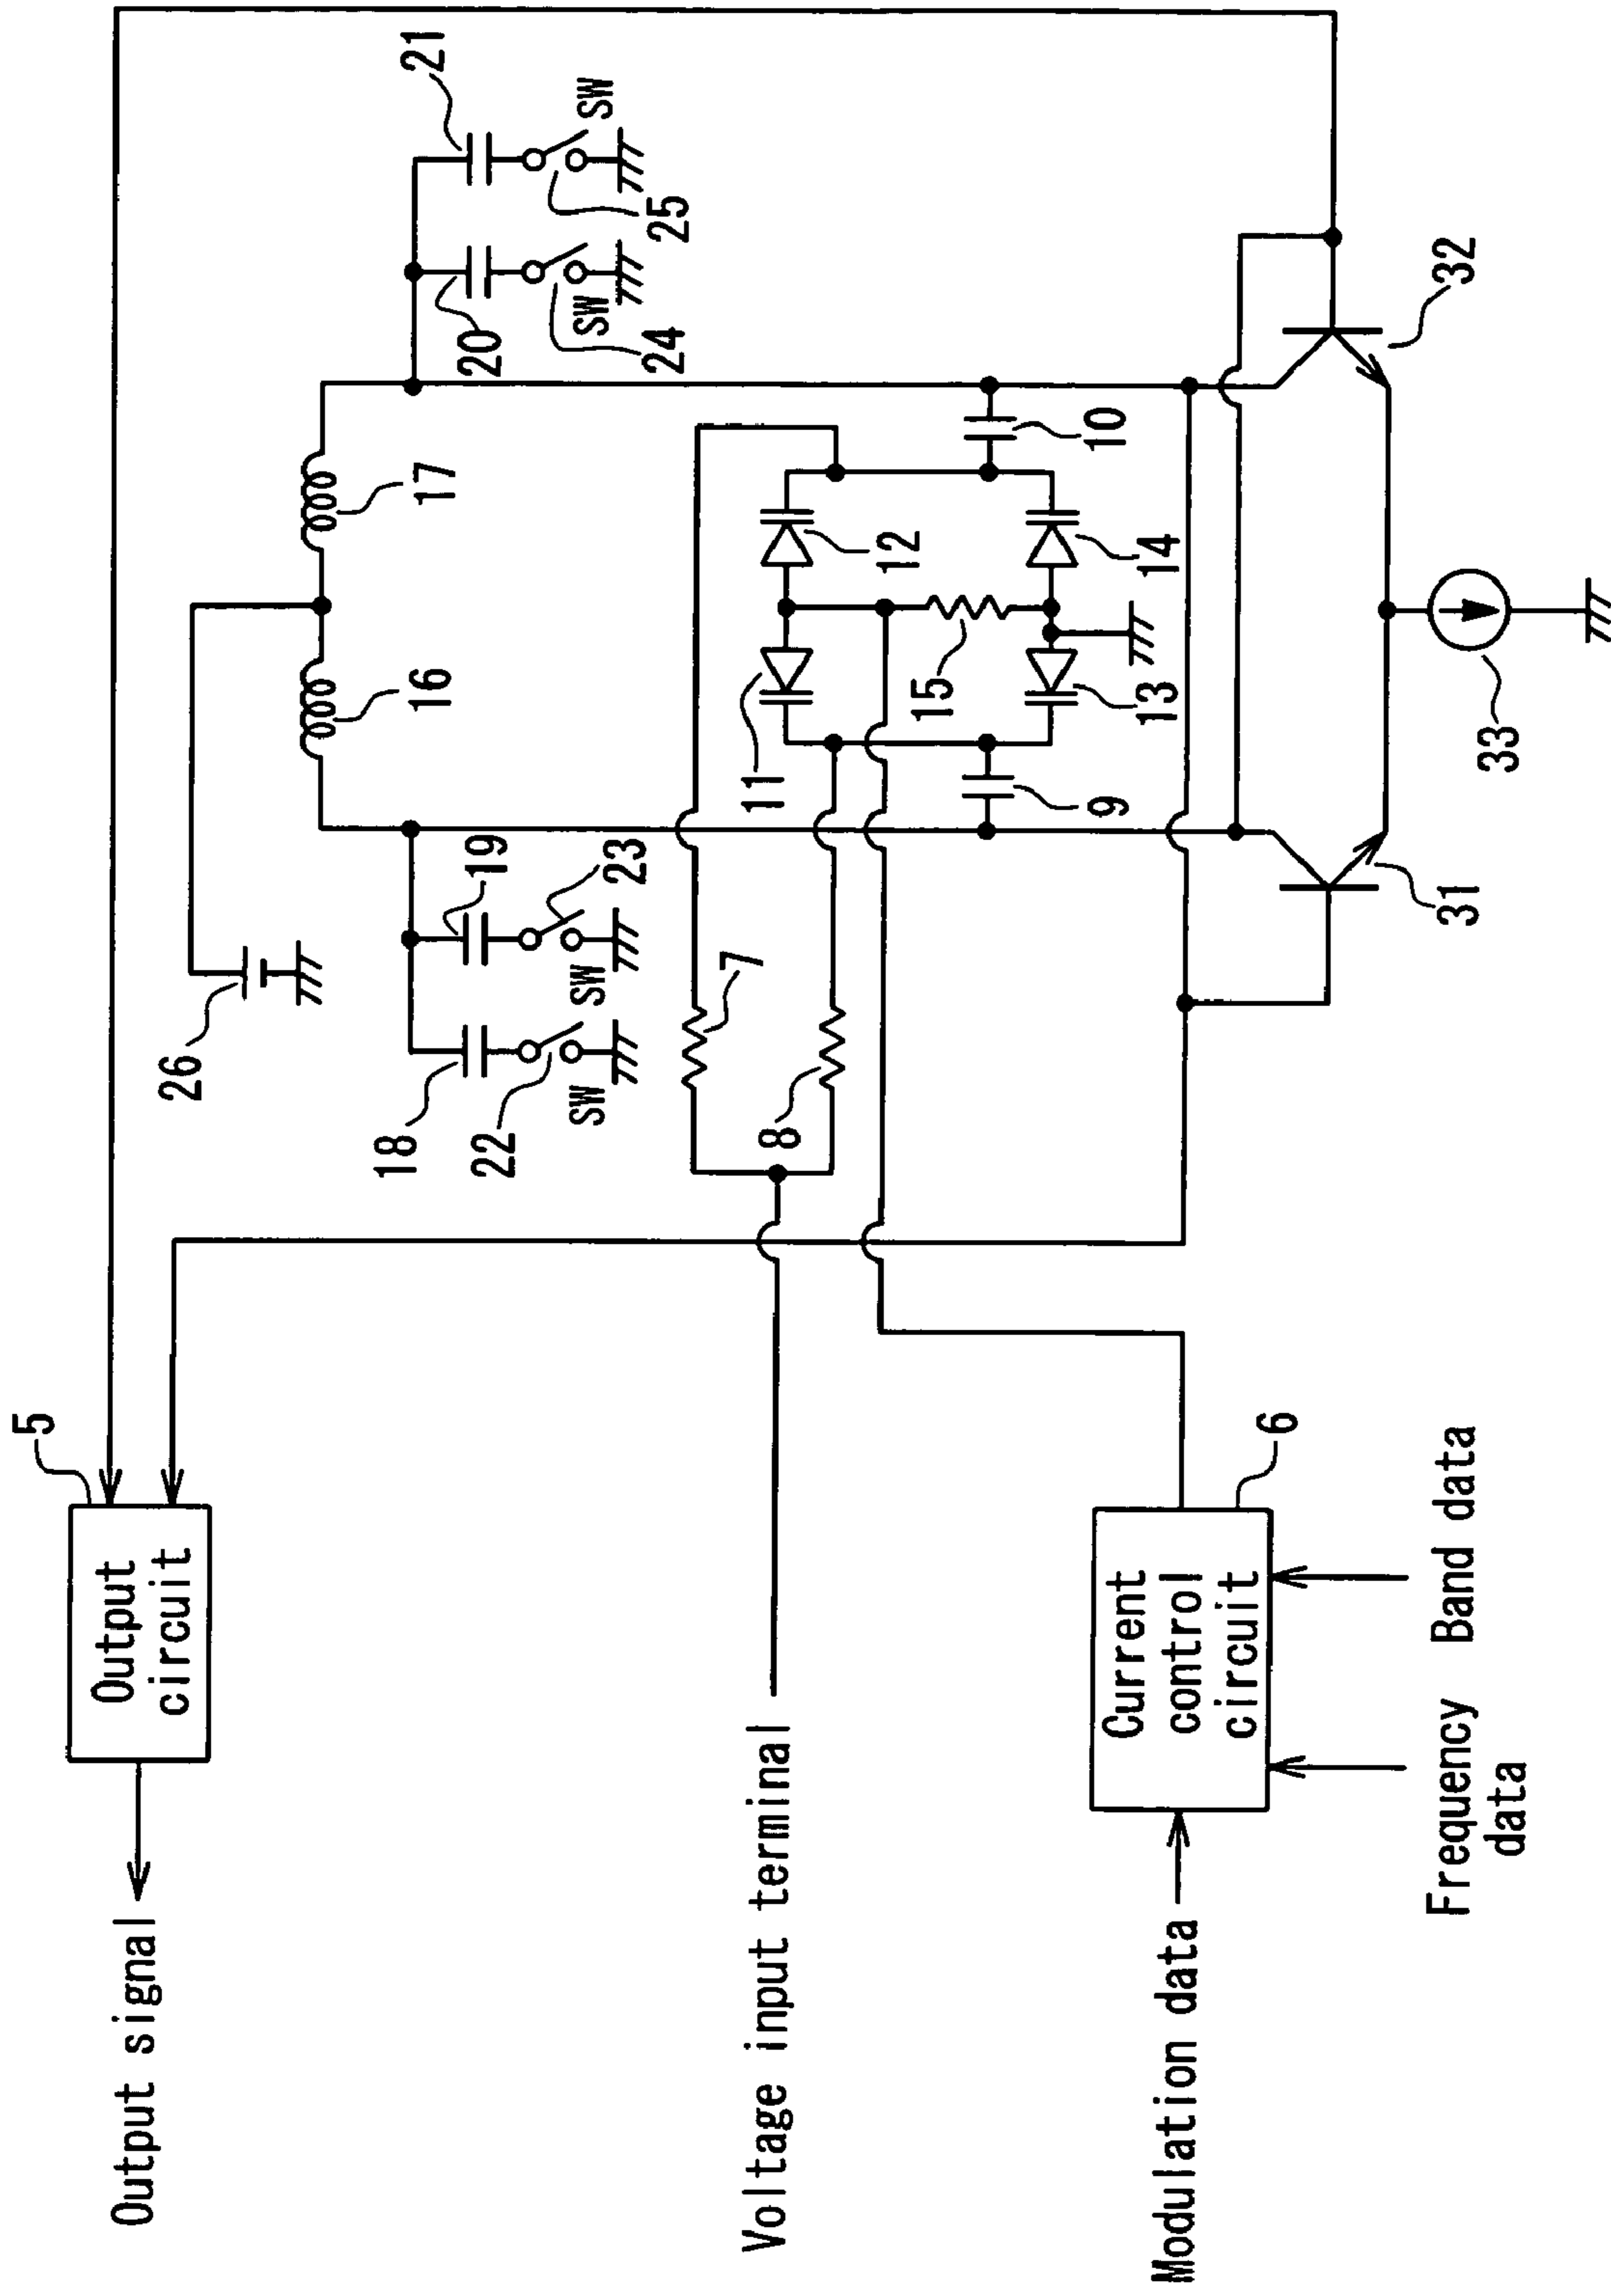 Output signal
Output
circuit
5
26
16
17
18
19
20
21
22
SW
23
SW
24
SW
25
SW
Voltage input terminal
7
8
11
12
15
13
14
9
10
Modulation data
Current
control
circuit
6
Frequency
data
Band data
31
32
33